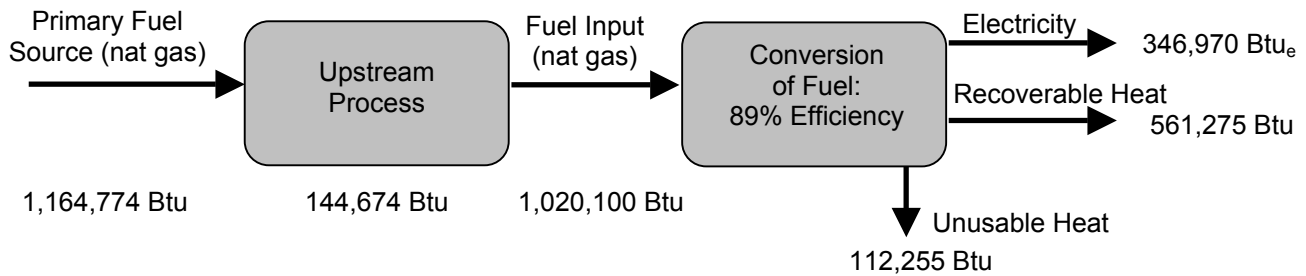 Primary Fuel
Source (nat gas)
Upstream
Process
Fuel Input
(nat gas)
Conversion
of Fuel:
89% Efficiency
Electricity
346,970 Btue
Recoverable Heat
561,275 Btu
1,164,774 Btu
144,674 Btu
1,020,100 Btu
Unusable Heat
112,255 Btu